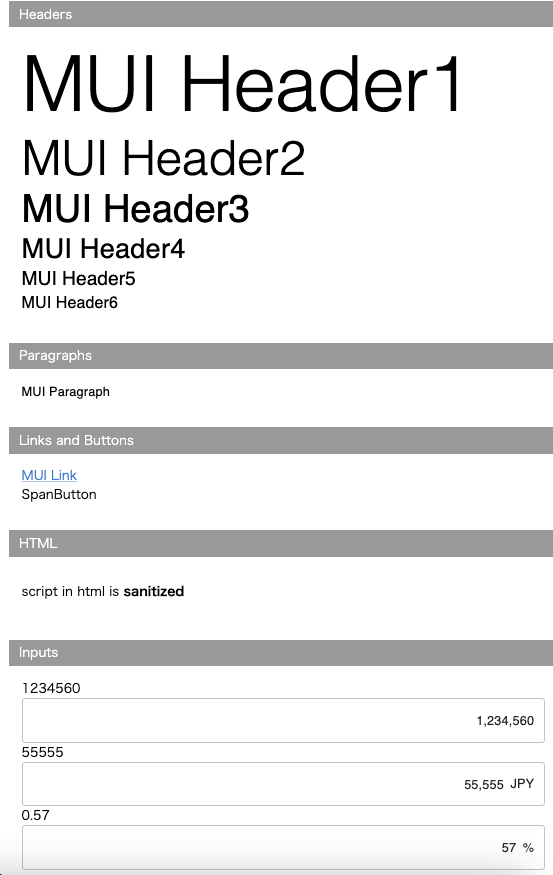 Headers
MUI Header1
MUI Header2
MUI Header3
MUI Header4
MUI Header5
MUI Header6
Paragraphs
MUI Paragraph
Links and Buttons
MUI Link
SpanButton
HTML
script in html is sanitized
Inputs
1234560
1,234,560
55555
55,555 JPY
0.57
57 %